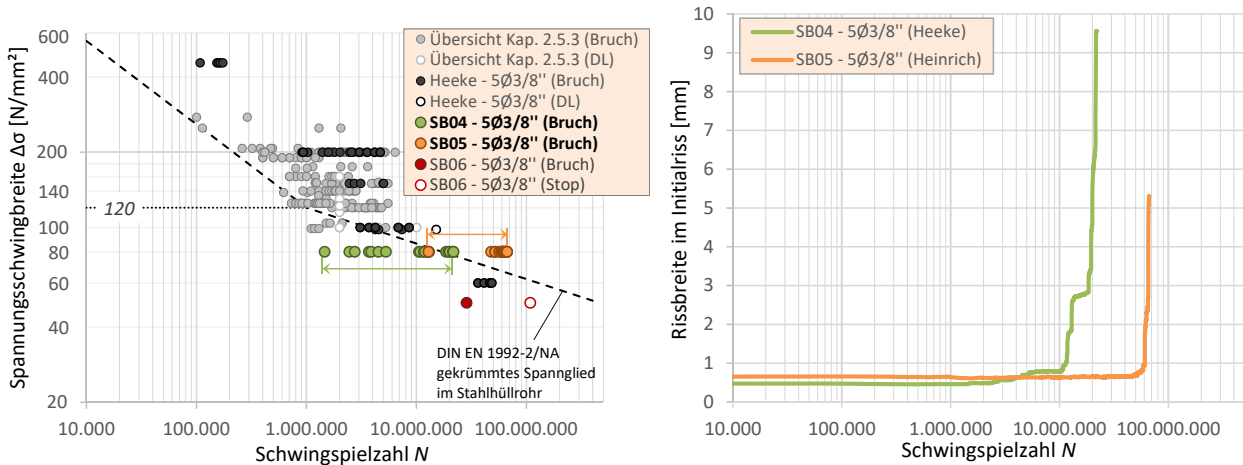 Spannungsschwingbreite Δσ [N/mm²]
600
400
200
140
120
100
80
60
40
20
10.000
100.000
1.000.000
10.000.000
100.000.000
Schwingspielzahl N
Übersicht Kap. 2.5.3 (Bruch)
Übersicht Kap. 2.5.3 (DL)
Heeke - 5Ø3/8'' (Bruch)
Heeke - 5Ø3/8'' (DL)
SB04 - 5Ø3/8'' (Bruch)
SB05 - 5Ø3/8'' (Bruch)
SB06 - 5Ø3/8'' (Bruch)
SB06 - 5Ø3/8'' (Stop)
DIN EN 1992-2/NA
gekrümmtes Spannglied
im Stahlhüllrohr
Rissbreite im Initialriss [mm]
10
9
8
7
6
5
4
3
2
1
0
10.000
100.000
1.000.000
10.000.000
100.000.000
Schwingspielzahl N
SB04 - 5Ø3/8'' (Heeke)
SB05 - 5Ø3/8'' (Heinrich)